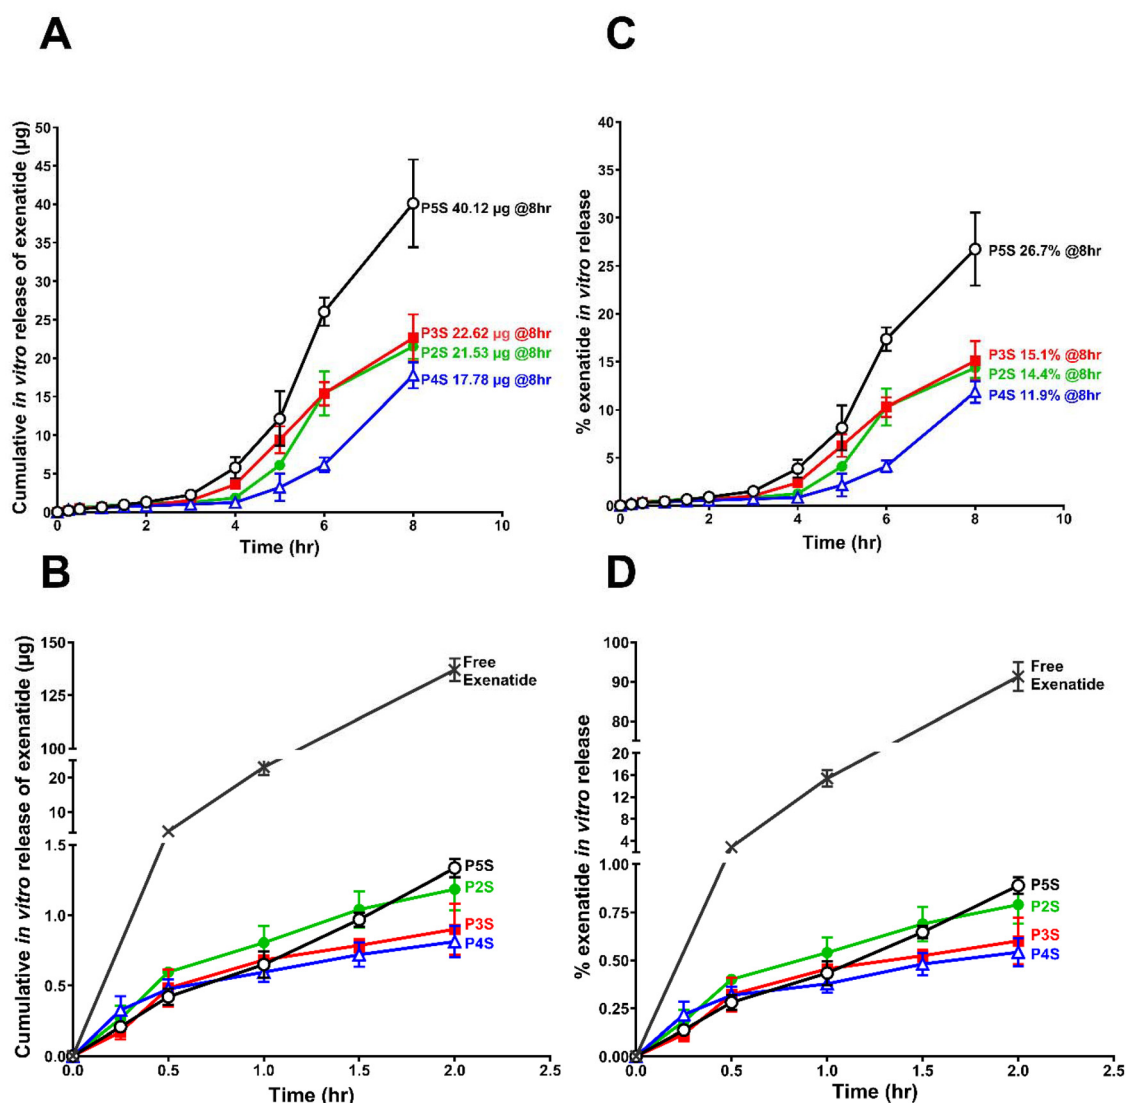 A
Cumulative in vitro release of exenatide (µg)
50
45
40
35
30
25
20
15
10
5
0
0
2
4
6
8
10
Time (hr)
P5S 40.12 µg @8hr
P3S 22.62 µg @8hr
P2S 21.53 µg @8hr
P4S 17.78 µg @8hr
C
% exenatide in vitro release
40
35
30
25
20
15
10
5
0
0
2
4
6
8
10
Time (hr)
P5S 26.7% @8hr
P3S 15.1% @8hr
P2S 14.4% @8hr
P4S 11.9% @8hr
B
Cumulative in vitro release of exenatide (µg)
150
125
100
20
10
1.5
1.0
0.5
0.0
0.0
0.5
1.0
1.5
2.0
2.5
Time (hr)
Free
Exenatide
P5S
P2S
P3S
P4S
D
% exenatide in vitro release
100
90
80
20
16
12
8
4
1.00
0.75
0.50
0.25
0.00
0.0
0.5
1.0
1.5
2.0
2.5
Time (hr)
Free
Exenatide
P5S
P2S
P3S
P4S